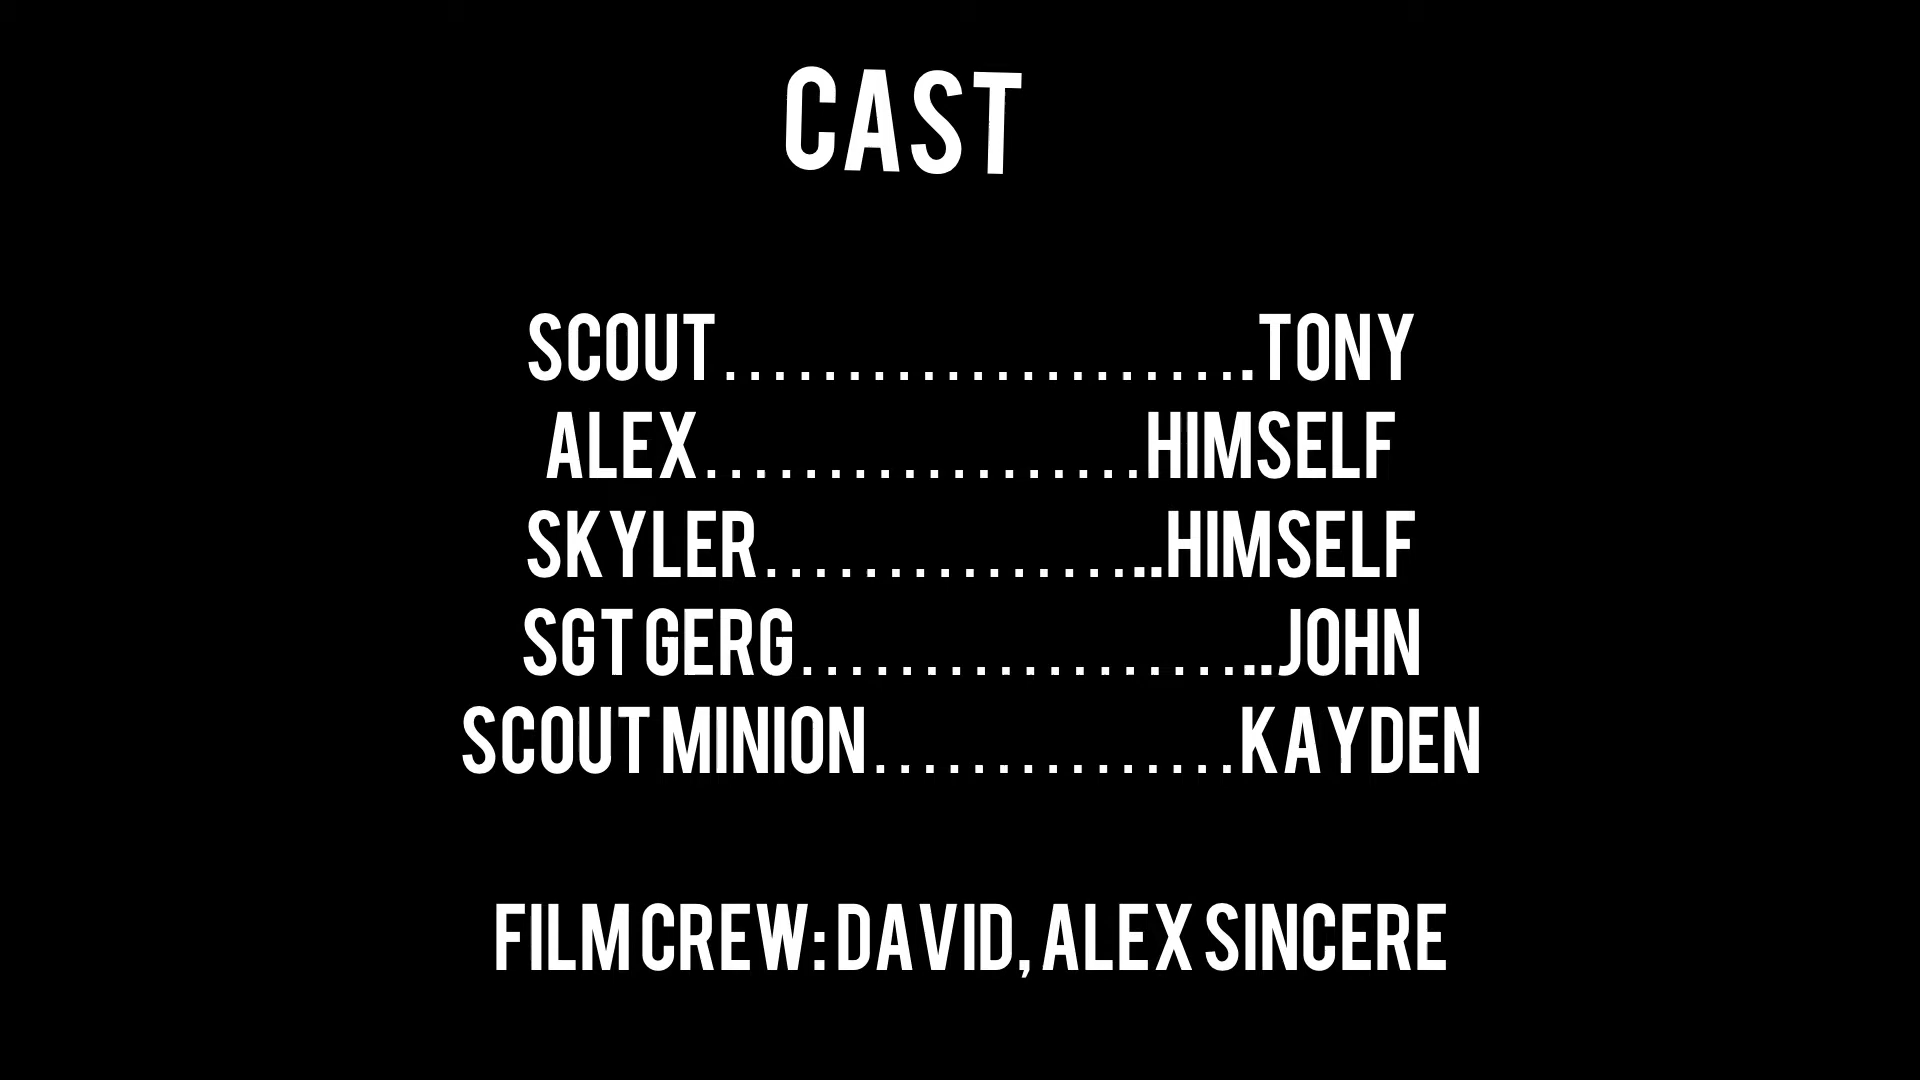 CAST
SCOUT…………………….TONY
ALEX………………..HIMSELF
SKYLER……………..HIMSELF
SGT GERG………………..JOHN
SCOUT MINION……………KAYDEN
FILM CREW: DAVID, ALEX SINCERE